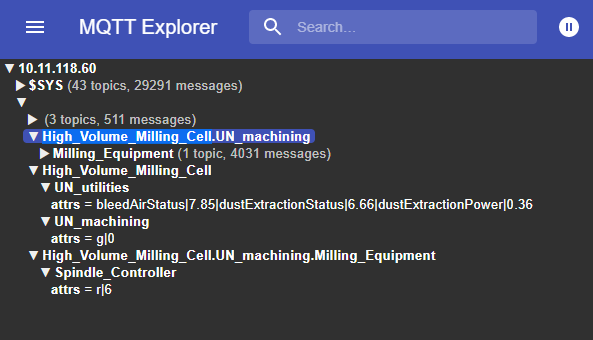 MQTT Explorer
Search...
10.11.118.60
$SYS (43 topics, 29291 messages)
(3 topics, 511 messages)
High_Volume_Milling_Cell.UN_machining
Milling_Equipment (1 topic, 4031 messages)
High_Volume_Milling_Cell
UN_utilities
attrs = bleedAirStatus|7.85|dustExtractionStatus|6.66|dustExtractionPower|0.36
UN_machining
attrs = g|0
High_Volume_Milling_Cell.UN_machining.Milling_Equipment
Spindle_Controller
attrs = r|6